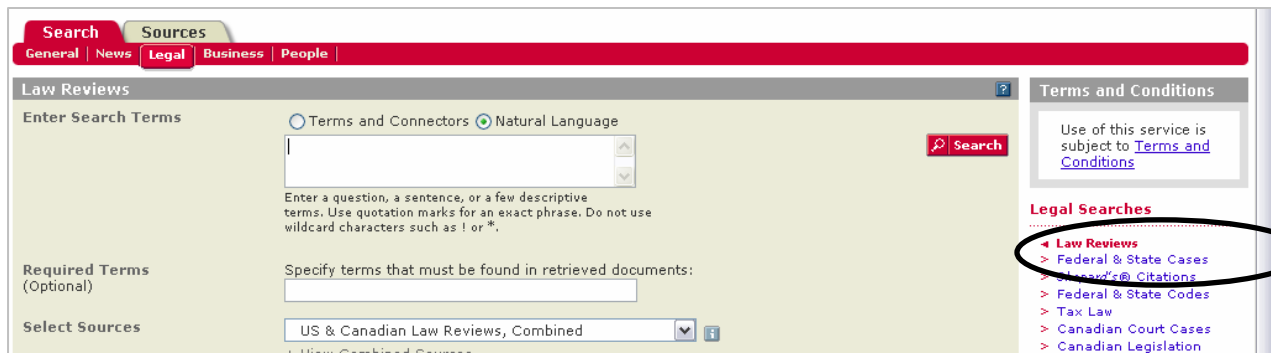 Search Sources
General | News Legal Business | People |
Law Reviews ?
Enter Search Terms
Terms and Connectors Natural Language
Search
Enter a question, a sentence, or a few descriptive
terms. Use quotation marks for an exact phrase. Do not use
wildcard characters such as ! or *.
Required Terms
(Optional)
Specify terms that must be found in retrieved documents:
Select Sources
US & Canadian Law Reviews, Combined
View Combined Sources
Terms and Conditions
Use of this service is
subject to Terms and
Conditions
Legal Searches
Law Reviews
> Federal & State Cases
> Shepard's® Citations
> Federal & State Codes
> Tax Law
> Canadian Court Cases
> Canadian Legislation